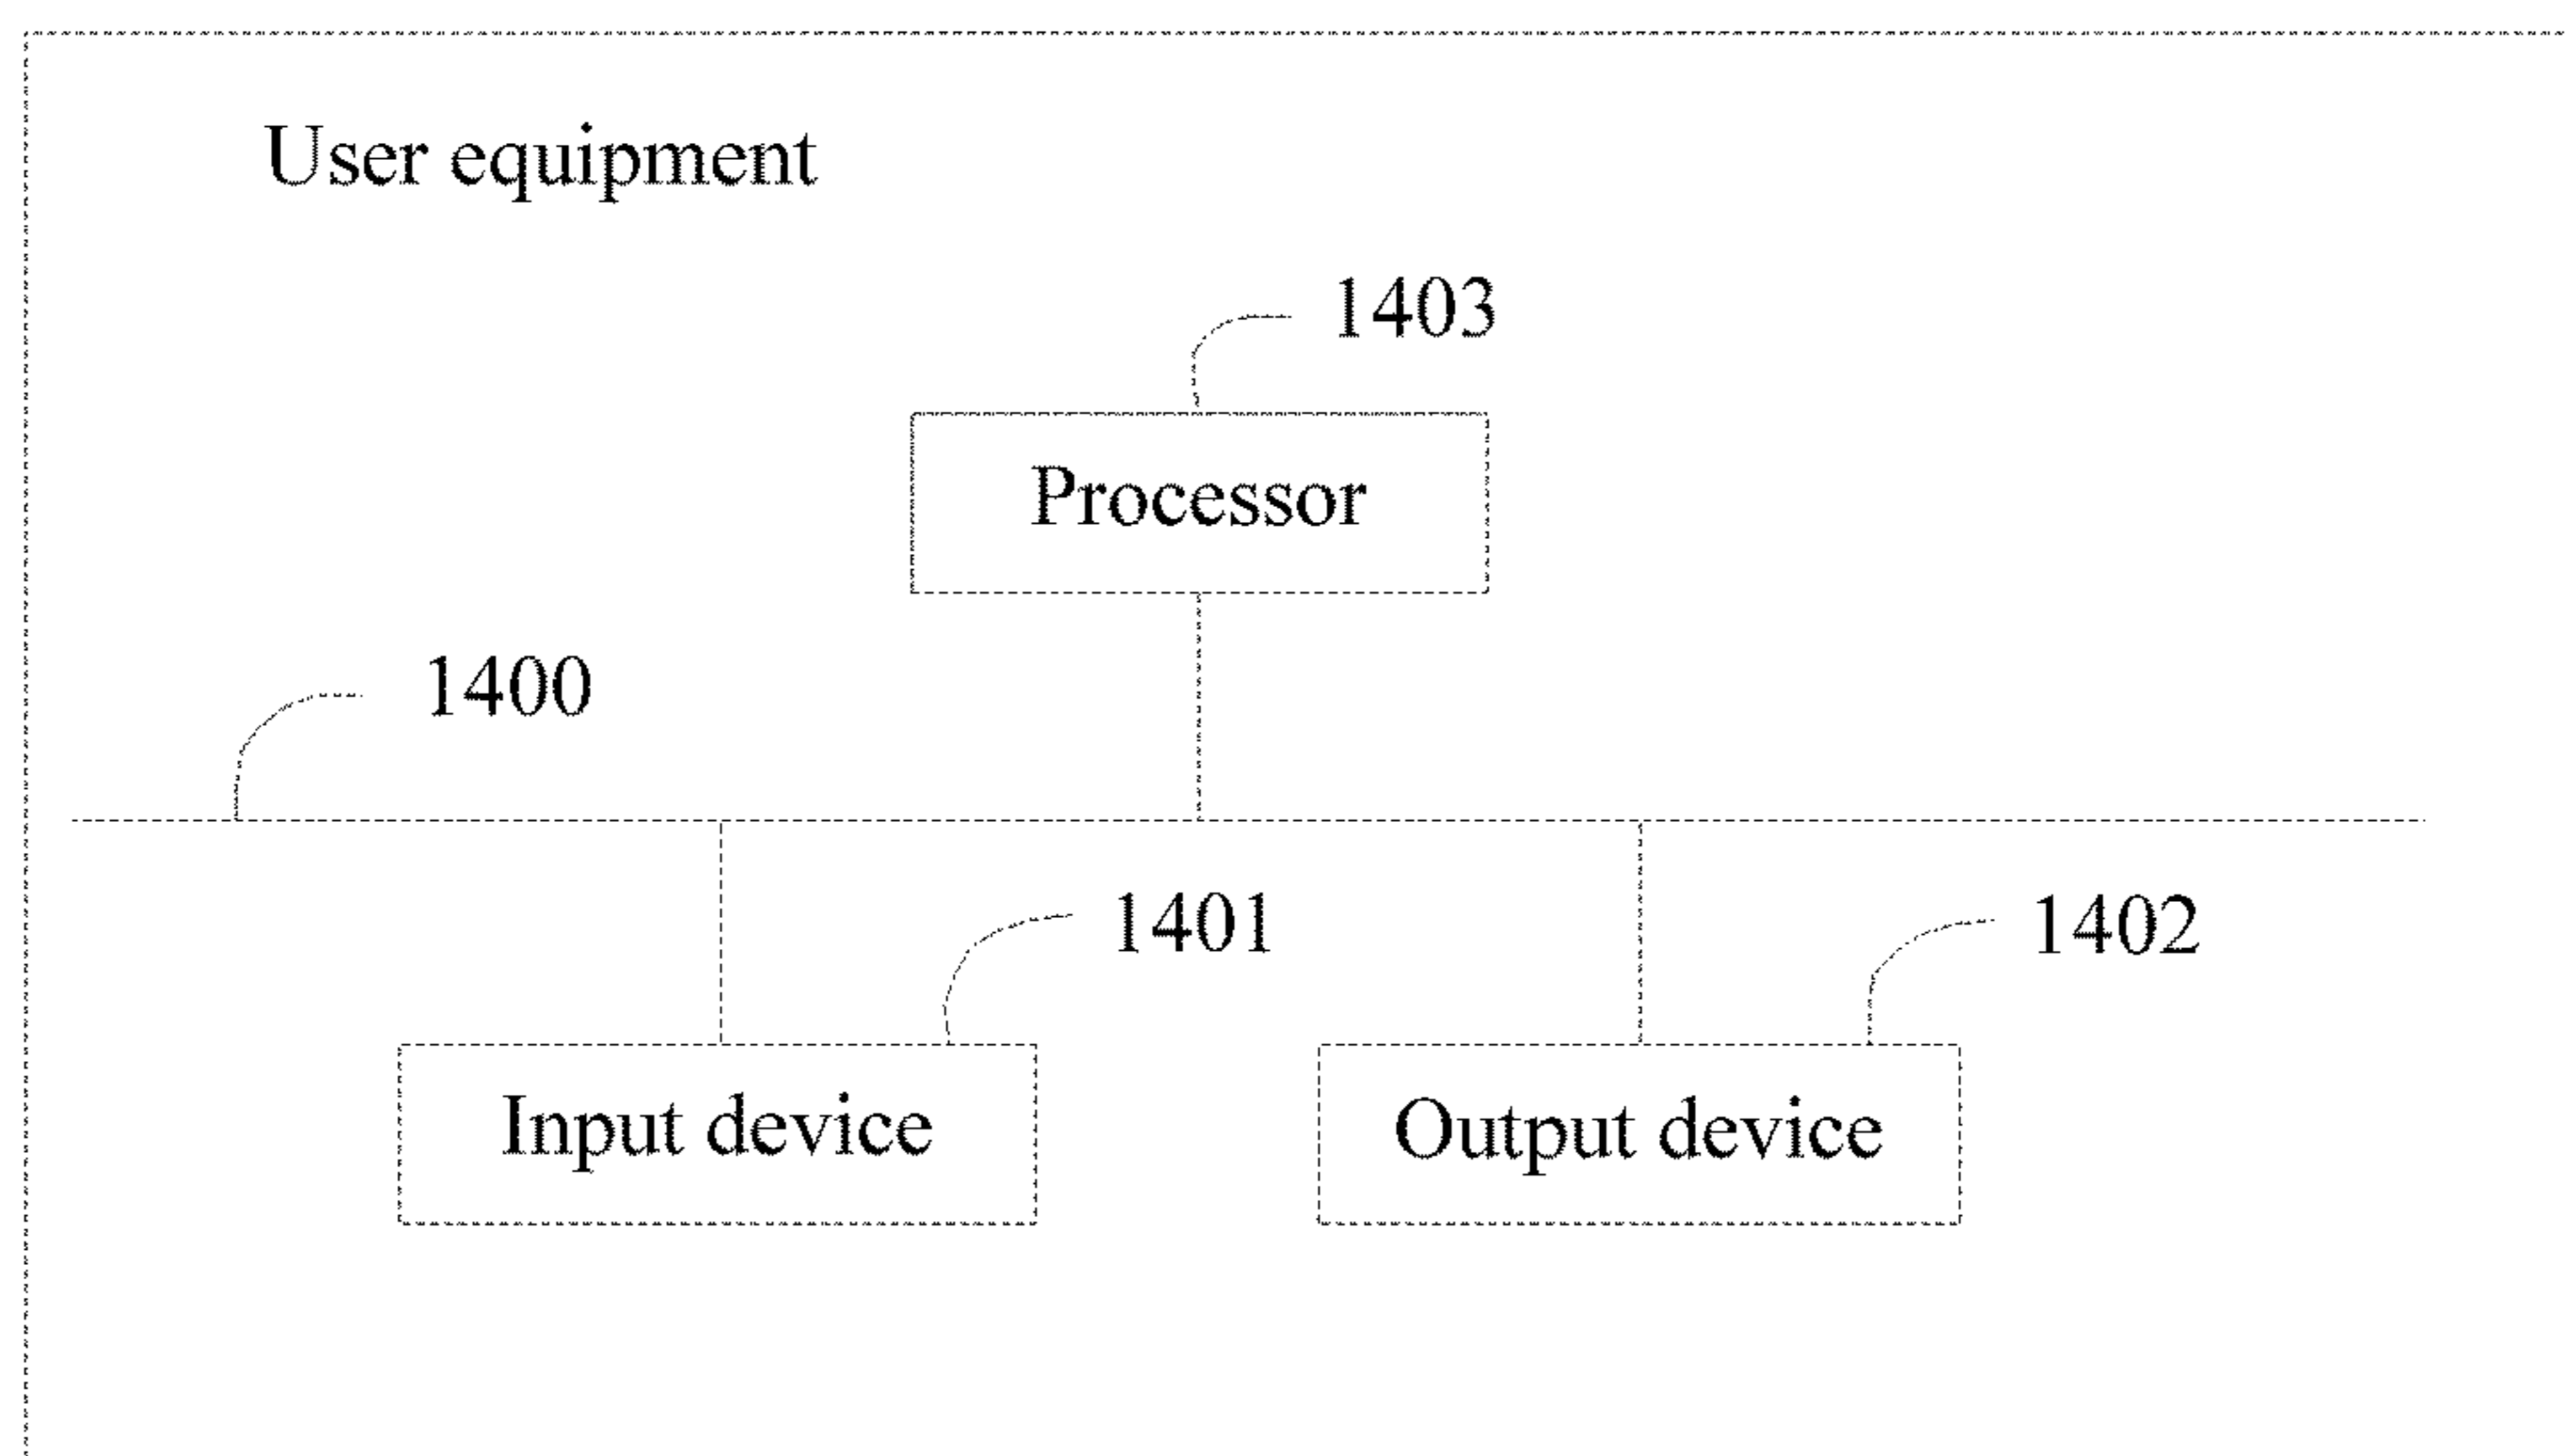 User equipment
1403
Processor
1400
1401
1402
Input device
Output device